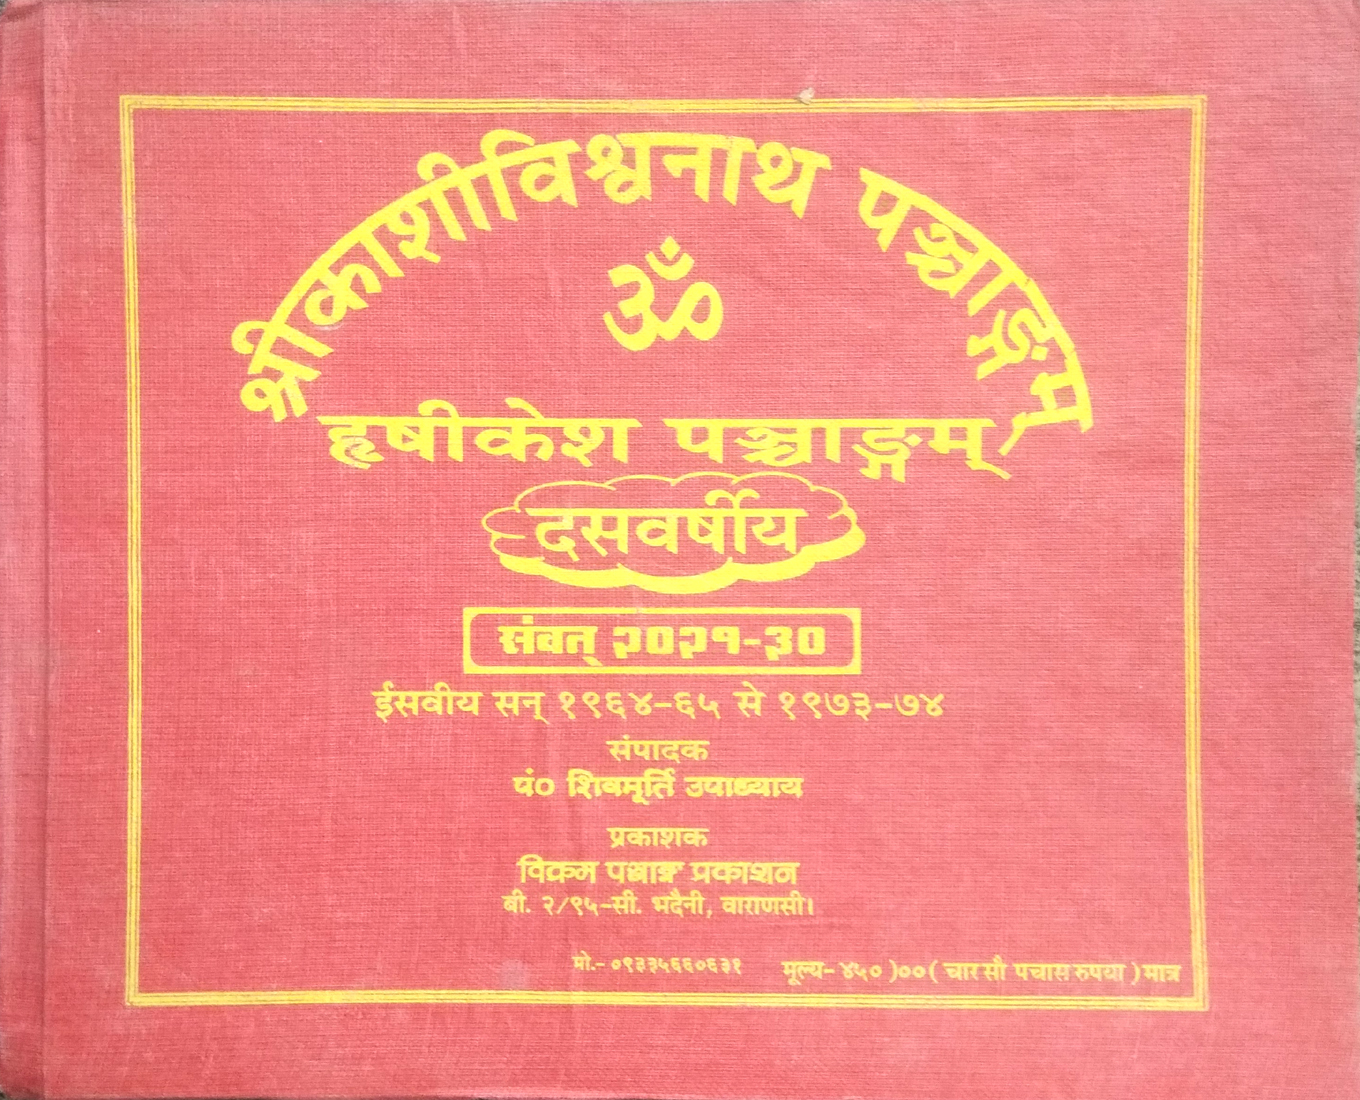 श्रीकाशीविश्वनाथ पञ्चाङ्गम्
ॐ
हृषीकेश पञ्चाङ्गम्
दसवर्षीय
संवत् २०२१-३०
ईसवीय सन् १९६४-६५ से १९७३-७४
संपादक
पं० शिवमूर्ति उपाध्याय
प्रकाशक
विक्रम पञ्चाङ्ग प्रकाशन
बी. २/९५-सी. भदैनी, वाराणसी।
मो.- ०९३३५६६०६३१ मूल्य- ४५०)०० ( चार सौ पचास रुपया ) मात्र